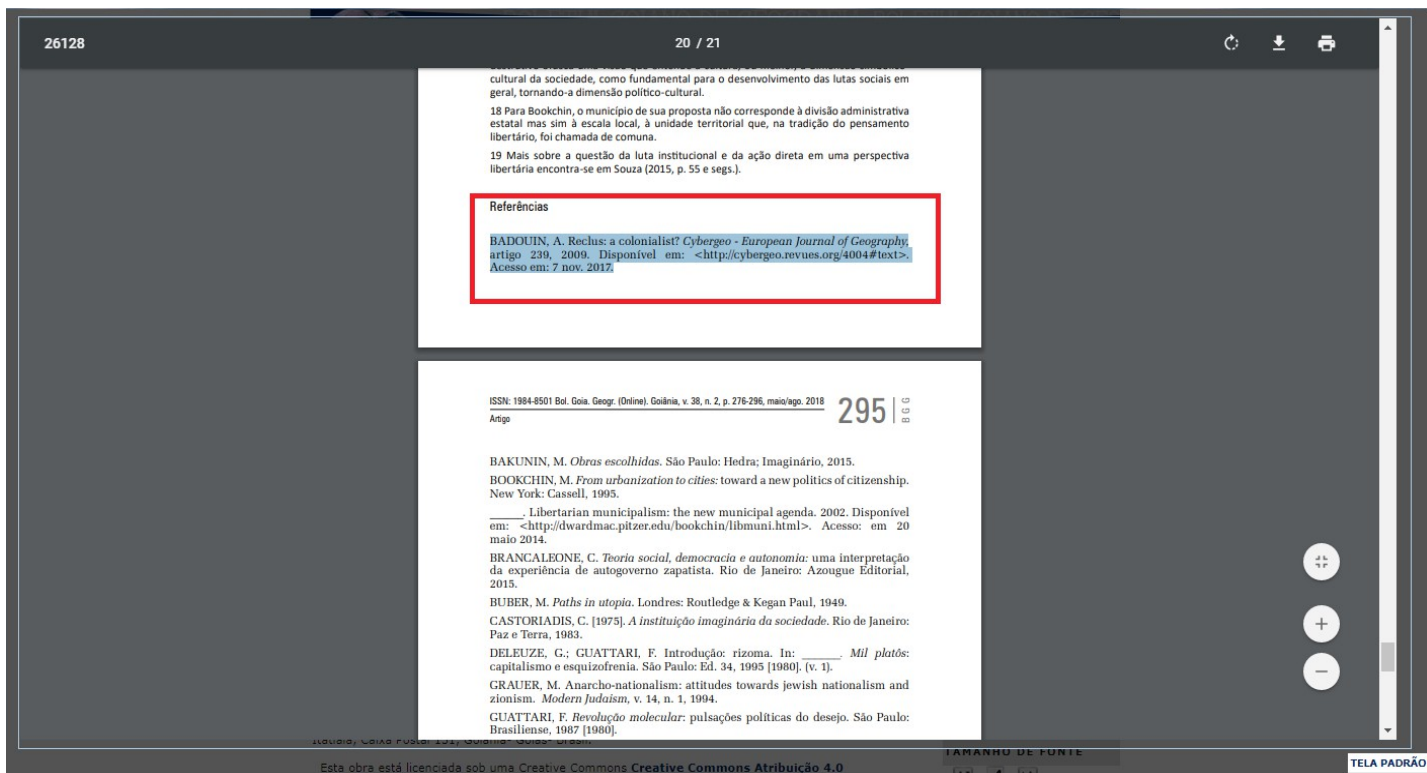 26128
20 / 21
cultural da sociedade, como fundamental para o desenvolvimento das lutas sociais em
geral, tornando-a dimensão político-cultural.
18 Para Bookchin, o município de sua proposta não corresponde à divisão administrativa
estatal mas sim à escala local, à unidade territorial que, na tradição do pensamento
libertário, foi chamada de comuna.
19 Mais sobre a questão da luta institucional e da ação direta em uma perspectiva
libertária encontra-se em Souza (2015, p. 55 e segs.).
Referências
BADOUIN, A. Reclus: a colonialist? Cybergeo - European Journal of Geography,
artigo 239, 2009. Disponível em: <http://cybergeo.revues.org/4004#text>.
Acesso em: 7 nov. 2017.
ISSN: 1984-8501 Bol. Goia. Geogr. (Online). Goiânia, v. 38, n. 2, p. 276-296, maio/ago. 2018
295
BGG
Artigo
BAKUNIN, M. Obras escolhidas. São Paulo: Hedra; Imaginário, 2015.
BOOKCHIN, M. From urbanization to cities: toward a new politics of citizenship.
New York: Cassell, 1995.
______. Libertarian municipalism: the new municipal agenda. 2002. Disponível
em: <http://dwardmac.pitzer.edu/bookchin/libmuni.html>. Acesso: em 20
maio 2014.
BRANCALEONE, C. Teoria social, democracia e autonomia: uma interpretação
da experiência de autogoverno zapatista. Rio de Janeiro: Azougue Editorial,
2015.
BUBER, M. Paths in utopia. Londres: Routledge & Kegan Paul, 1949.
CASTORIADIS, C. [1975]. A instituição imaginária da sociedade. Rio de Janeiro:
Paz e Terra, 1983.
DELEUZE, G.; GUATTARI, F. Introdução: rizoma. In: ______. Mil platôs:
capitalismo e esquizofrenia. São Paulo: Ed. 34, 1995 [1980]. (v. 1).
GRAUER, M. Anarcho-nationalism: attitudes towards jewish nationalism and
zionism. Modern Judaism, v. 14, n. 1, 1994.
GUATTARI, F. Revolução molecular: pulsações políticas do desejo. São Paulo:
Brasiliense, 1987 [1980].
Itatiaia, Caixa Postal 131, Goiânia- Goiás- Brasil.
TAMANHO DE FONTE
Esta obra está licenciada sob uma Creative Commons Creative Commons Atribuição 4.0
TELA PADRÃO